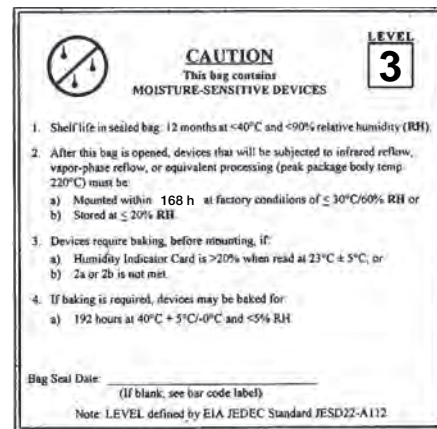 LEVEL
3
CAUTION
This bag contains
MOISTURE-SENSITIVE DEVICES
1. Shelf life in sealed bag: 12 months at <40°C and <90% relative humidity (RH).
2. After this bag is opened, devices that will be subjected to infrared reflow,
vapor-phase reflow, or equivalent processing (peak package body temp.
220°C) must be
a) Mounted within 168 h at factory conditions of ≤ 30°C/60% RH or
b) Stored at ≤ 20% RH.
3. Devices require baking, before mounting, if:
a) Humidity Indicator Card is >20% when read at 23°C ± 5°C, or
b) 2a or 2b is not met.
4. If baking is required, devices may be baked for
a) 192 hours at 40°C + 5°C/-0°C and <5% RH
Bag Seal Date:
(If blank, see bar code label)
Note: LEVEL defined by EIA JEDEC Standard JESD22-A112